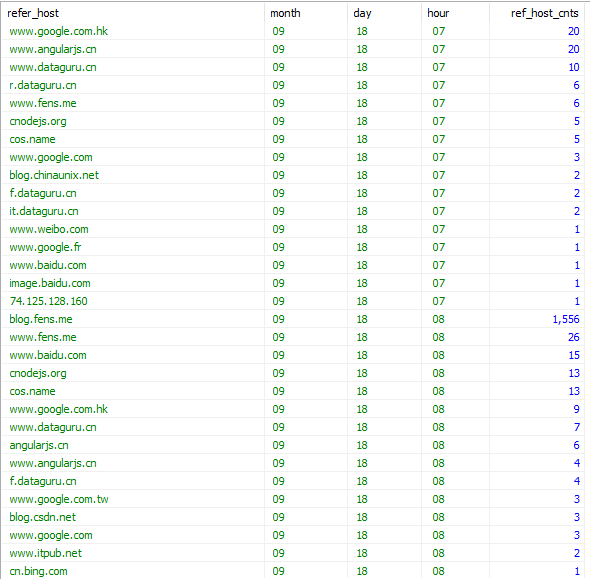 refer_host month day hour ref_host_cnts
www.google.com.hk 09 18 07 20
www.angularjs.cn 09 18 07 20
www.dataguru.cn 09 18 07 10
r.dataguru.cn 09 18 07 6
www.fens.me 09 18 07 6
cnodejs.org 09 18 07 5
cos.name 09 18 07 5
www.google.com 09 18 07 3
blog.chinaunix.net 09 18 07 2
f.dataguru.cn 09 18 07 2
it.dataguru.cn 09 18 07 2
www.weibo.com 09 18 07 1
www.google.fr 09 18 07 1
www.baidu.com 09 18 07 1
image.baidu.com 09 18 07 1
74.125.128.160 09 18 07 1
blog.fens.me 09 18 08 1,556
www.fens.me 09 18 08 26
www.baidu.com 09 18 08 15
cnodejs.org 09 18 08 13
cos.name 09 18 08 13
www.google.com.hk 09 18 08 9
www.dataguru.cn 09 18 08 7
angularjs.cn 09 18 08 6
www.angularjs.cn 09 18 08 4
f.dataguru.cn 09 18 08 4
www.google.com.tw 09 18 08 3
blog.csdn.net 09 18 08 3
www.google.com 09 18 08 3
www.itpub.net 09 18 08 2
cn.bing.com 09 18 08 1